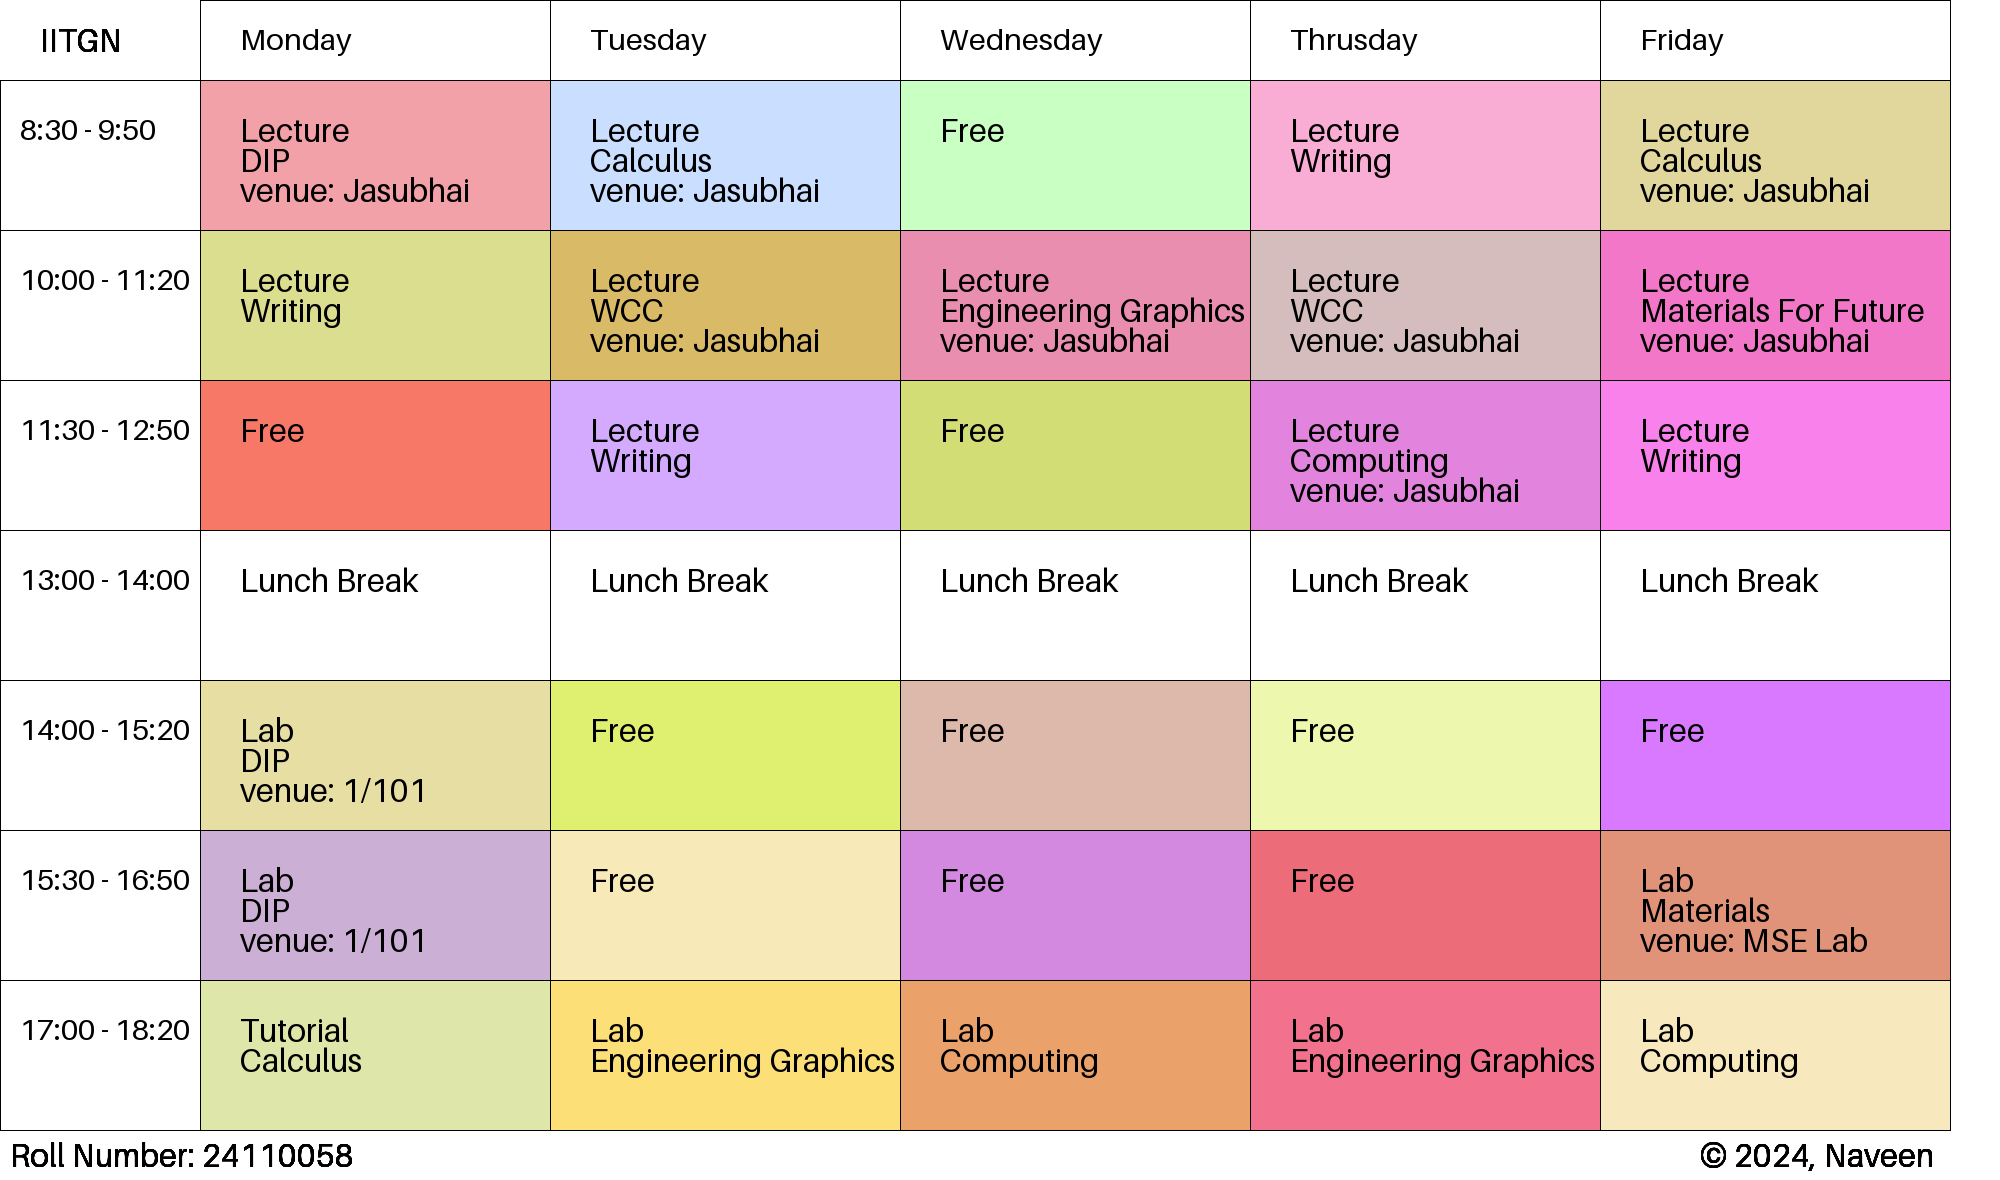 IITGN Monday Tuesday Wednesday Thrusday Friday
8:30 - 9:50
Lecture
DIP
venue: Jasubhai
Lecture
Calculus
venue: Jasubhai
Free
Lecture
Writing
Lecture
Calculus
venue: Jasubhai
10:00 - 11:20
Lecture
Writing
Lecture
WCC
venue: Jasubhai
Lecture
Engineering Graphics
venue: Jasubhai
Lecture
WCC
venue: Jasubhai
Lecture
Materials For Future
venue: Jasubhai
11:30 - 12:50
Free
Lecture
Writing
Free
Lecture
Computing
venue: Jasubhai
Lecture
Writing
13:00 - 14:00
Lunch Break
Lunch Break
Lunch Break
Lunch Break
Lunch Break
14:00 - 15:20
Lab
DIP
venue: 1/101
Free
Free
Free
Free
15:30 - 16:50
Lab
DIP
venue: 1/101
Free
Free
Free
Lab
Materials
venue: MSE Lab
17:00 - 18:20
Tutorial
Calculus
Lab
Engineering Graphics
Lab
Computing
Lab
Engineering Graphics
Lab
Computing
Roll Number: 24110058
© 2024, Naveen